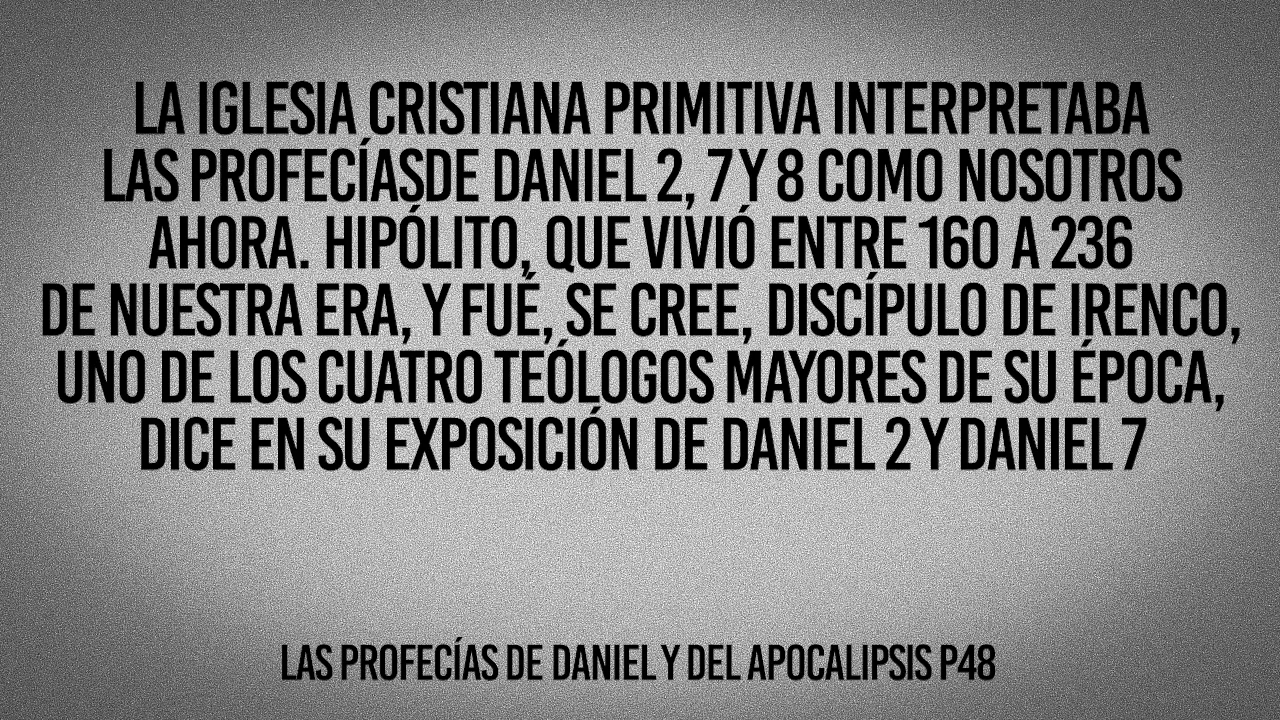 LA IGLESIA CRISTIANA PRIMITIVA INTERPRETABA
LAS PROFECÍASDE DANIEL 2, 7 Y 8 COMO NOSOTROS
AHORA. HIPÓLITO, QUE VIVIÓ ENTRE 160 A 236
DE NUESTRA ERA, Y FUÉ, SE CREE, DISCÍPULO DE IRENCO,
UNO DE LOS CUATRO TEÓLOGOS MAYORES DE SU ÉPOCA,
DICE EN SU EXPOSICIÓN DE DANIEL 2 Y DANIEL 7
LAS PROFECÍAS DE DANIEL Y DEL APOCALIPSIS P48